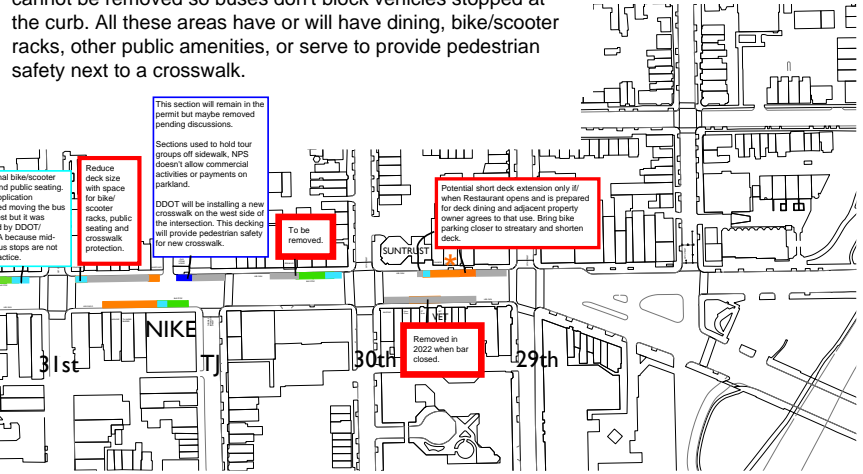 cannot be removed so buses don't block vehicles stopped at
the curb. All these areas have or will have dining, bike/scooter
racks, other public amenities, or serve to provide pedestrian
safety next to a crosswalk.
This section will remain in the
permit but maybe removed
pending discussions.
Sections used to hold tour
groups off sidewalk, NPS
doesn't allow commercial
activities or payments on
parkland.
DDOT will be installing a new
crosswalk on the west side of
the intersection. This decking
will provide pedestrian safety
for new crosswalk.
bike/scooter
public seating.
moving the bus
but it was
by DDOT/
because mid-
stops are not
Reduce
deck size
with space
for bike/
scooter
racks, public
seating and
crosswalk
protection.
To be
removed.
Potential short deck extension only if/
when Restaurant opens and is prepared
for deck dining and adjacent property
owner agrees to that use. Bring bike
parking closer to streatary and shorten
deck.
SUNTRUST
*
NIKE
VET
Removed in
2022 when bar
closed.
31st
TJ
30th
29th